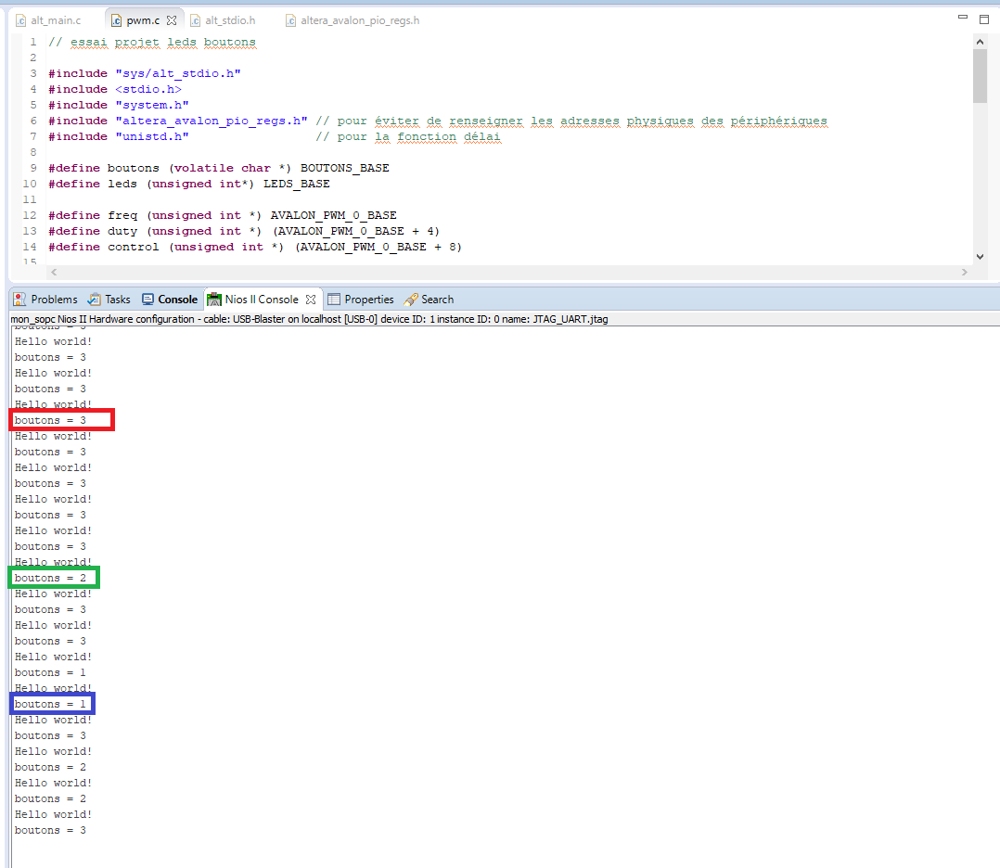 alt_main.c pwm.c alt_stdio.h altera_avalon_pio_regs.h
1 // essai projet leds boutons
2
3 #include "sys/alt_stdio.h"
4 #include <stdio.h>
5 #include "system.h"
6 #include "altera_avalon_pio_regs.h" // pour éviter de renseigner les adresses physiques des périphériques
7 #include "unistd.h" // pour la fonction délai
8
9 #define boutons (volatile char *) BOUTONS_BASE
10 #define leds (unsigned int*) LEDS_BASE
11
12 #define freq (unsigned int *) AVALON_PWM_0_BASE
13 #define duty (unsigned int *) (AVALON_PWM_0_BASE + 4)
14 #define control (unsigned int *) (AVALON_PWM_0_BASE + 8)
15
Problems Tasks Console Nios II Console Properties Search
mon_sopc Nios II Hardware configuration - cable: USB-Blaster on localhost [USB-0] device ID: 1 instance ID: 0 name: JTAG_UART.jtag
boutons = 3
Hello world!
boutons = 3
Hello world!
boutons = 3
Hello world!
boutons = 3
Hello world!
boutons = 3
Hello world!
boutons = 3
Hello world!
boutons = 3
Hello world!
boutons = 3
Hello world!
boutons = 2
Hello world!
boutons = 3
Hello world!
boutons = 3
Hello world!
boutons = 1
Hello world!
boutons = 1
Hello world!
boutons = 3
Hello world!
boutons = 2
Hello world!
boutons = 2
Hello world!
boutons = 3